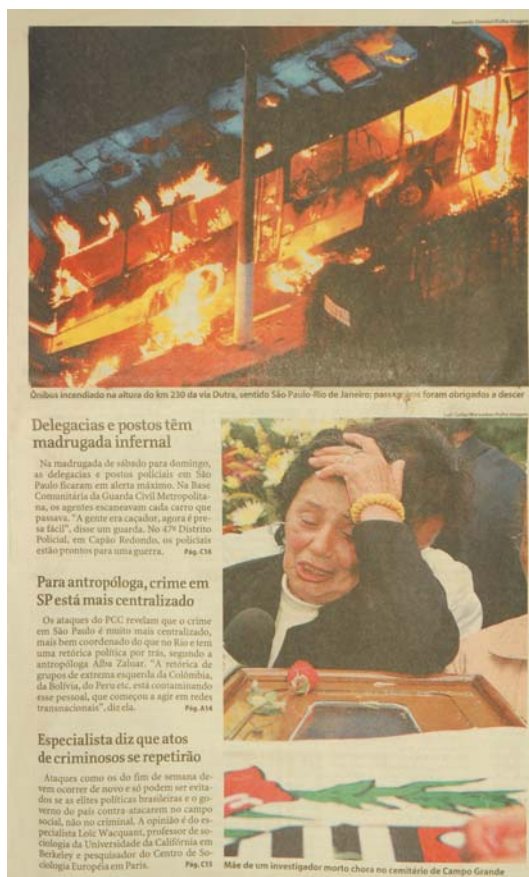 Ônibus incendiado na altura do km 230 da via Dutra, sentido São Paulo-Rio de Janeiro; passageiros foram obrigados a descer
Delegacias e postos têm
madrugada infernal
Na madrugada de sábado para domingo,
as delegacias e postos policiais em São
Paulo ficaram em alerta máximo. Na Base
Comunitária da Guarda Civil Metropolita-
na, os agentes escaneavam cada carro que
passava. "A gente era caçador, agora é pre-
sa fácil", disse um guarda. No 47º Distrito
Policial, em Capão Redondo, os policiais
estão prontos para uma guerra. Pág. C16
Para antropóloga, crime em
SP está mais centralizado
Os ataques do PCC revelam que o crime
em São Paulo é muito mais centralizado,
mais bem coordenado do que no Rio e tem
uma retórica política por trás, segundo a
antropóloga Alba Zaluar. "A retórica de
grupos de extrema esquerda da Colômbia,
da Bolívia, do Peru etc. está contaminando
esse pessoal, que começou a agir em redes
transnacionais", diz ela. Pág. A14
Especialista diz que atos
de criminosos se repetirão
Ataques como os do fim de semana de-
vem ocorrer de novo e só podem ser evita-
dos se as elites políticas brasileiras e o go-
verno do país contra-atacarem no campo
social, não no criminal. A opinião é do es-
pecialista Loïc Wacquant, professor de so-
ciologia da Universidade da Califórnia em
Berkeley e pesquisador do Centro de So-
ciologia Européia em Paris. Pág. C15
Mãe de um investigador morto chora no cemitério de Campo Grande